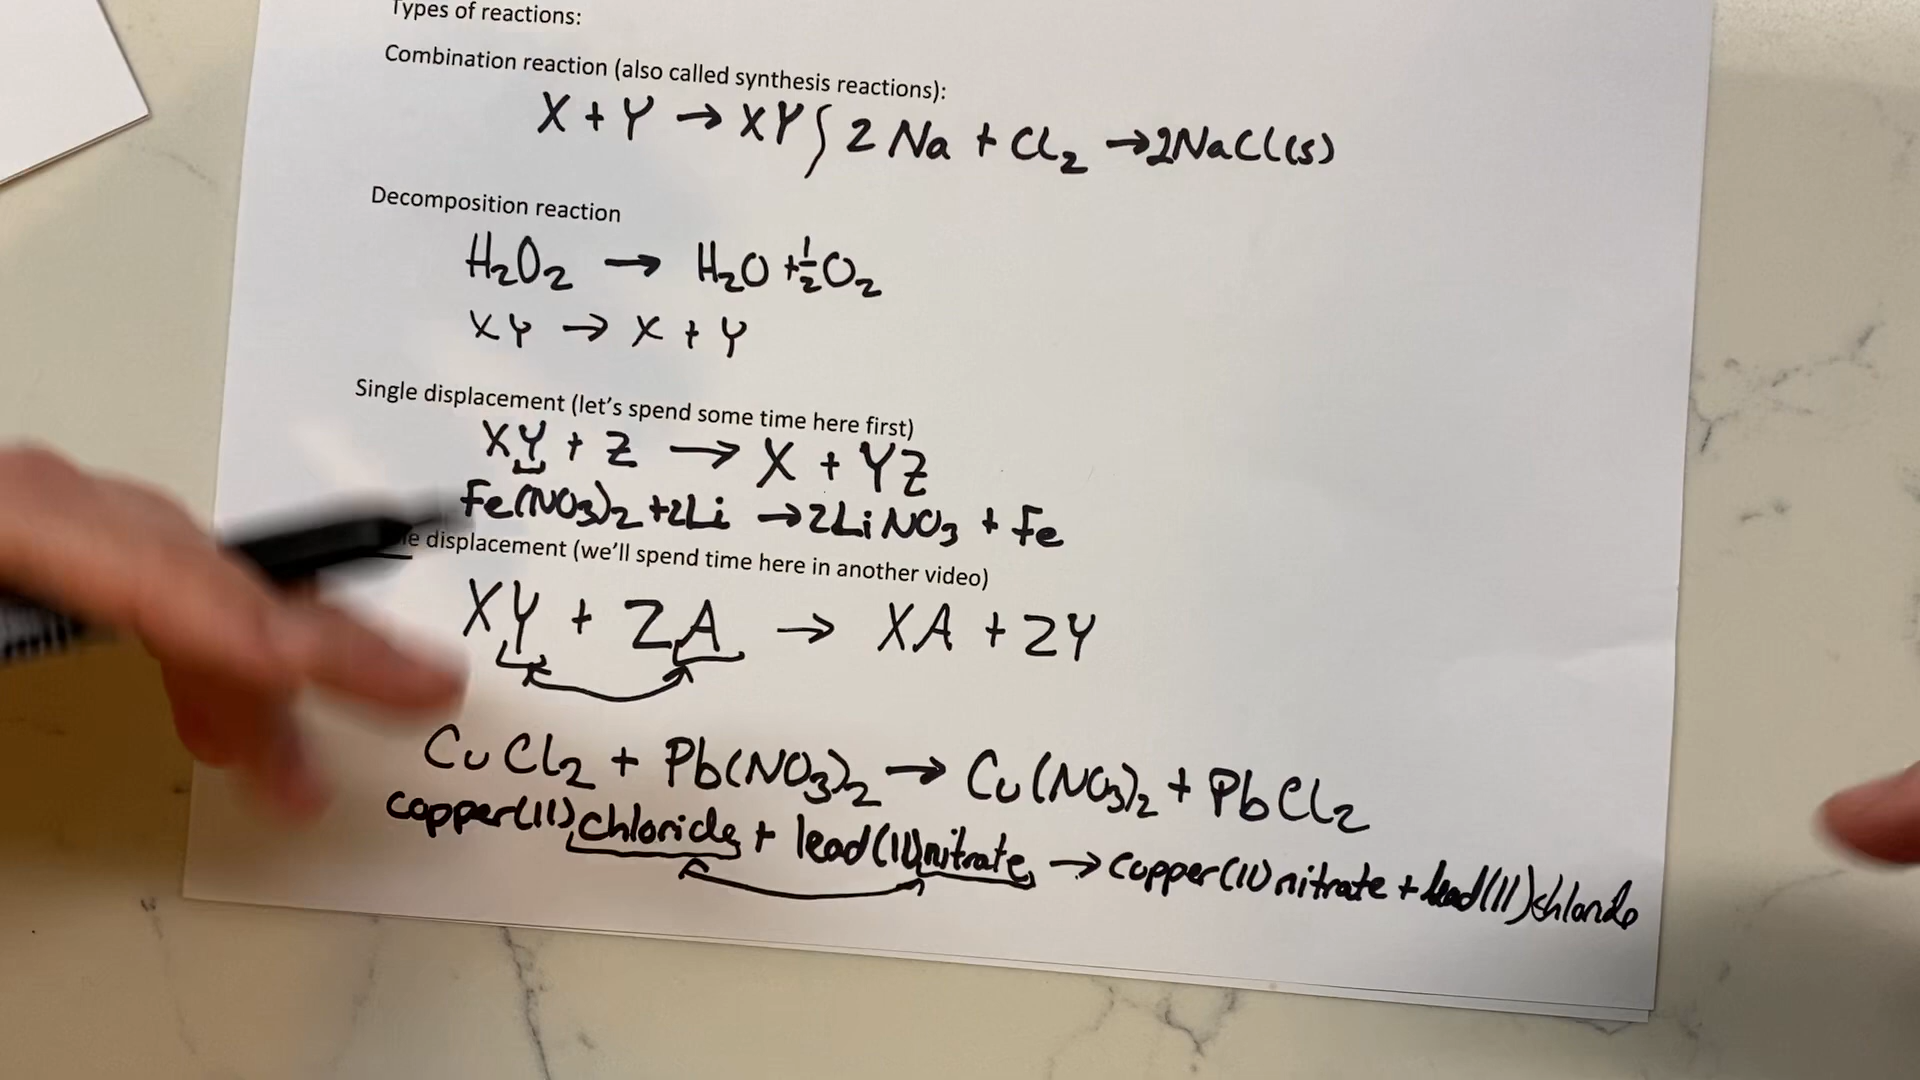 Types of reactions:
Combination reaction (also called synthesis reactions):
X + Y → XY } 2 Na + Cl₂ → 2NaCl(s)
Decomposition reaction
H₂O₂ → H₂O + ½O₂
XY → X + Y
Single displacement (let's spend some time here first)
XY + Z → X + YZ
Fe(NO₃)₂ + 2Li → 2LiNO₃ + Fe
displacement (we'll spend time here in another video)
XY + ZA → XA + ZY
CuCl₂ + Pb(NO₃)₂ → Cu(NO₃)₂ + PbCl₂
copper(II) chloride + lead(II) nitrate → copper(II) nitrate + lead(II) chloride